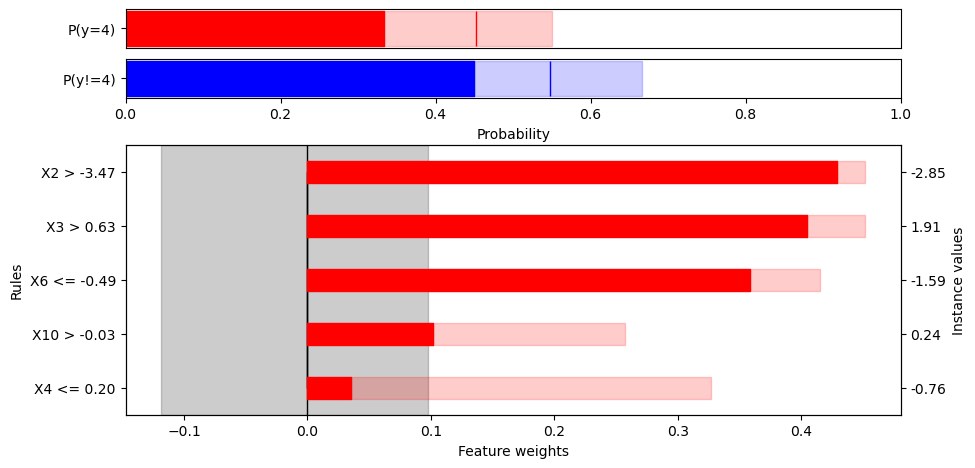 P(y=4)
P(y!=4)
0.0 0.2 0.4 0.6 0.8 1.0
Probability
X2 > -3.47 -2.85
X3 > 0.63 1.91
X6 <= -0.49 -1.59
X10 > -0.03 0.24
X4 <= 0.20 -0.76
Rules
Instance values
−0.1 0.0 0.1 0.2 0.3 0.4
Feature weights